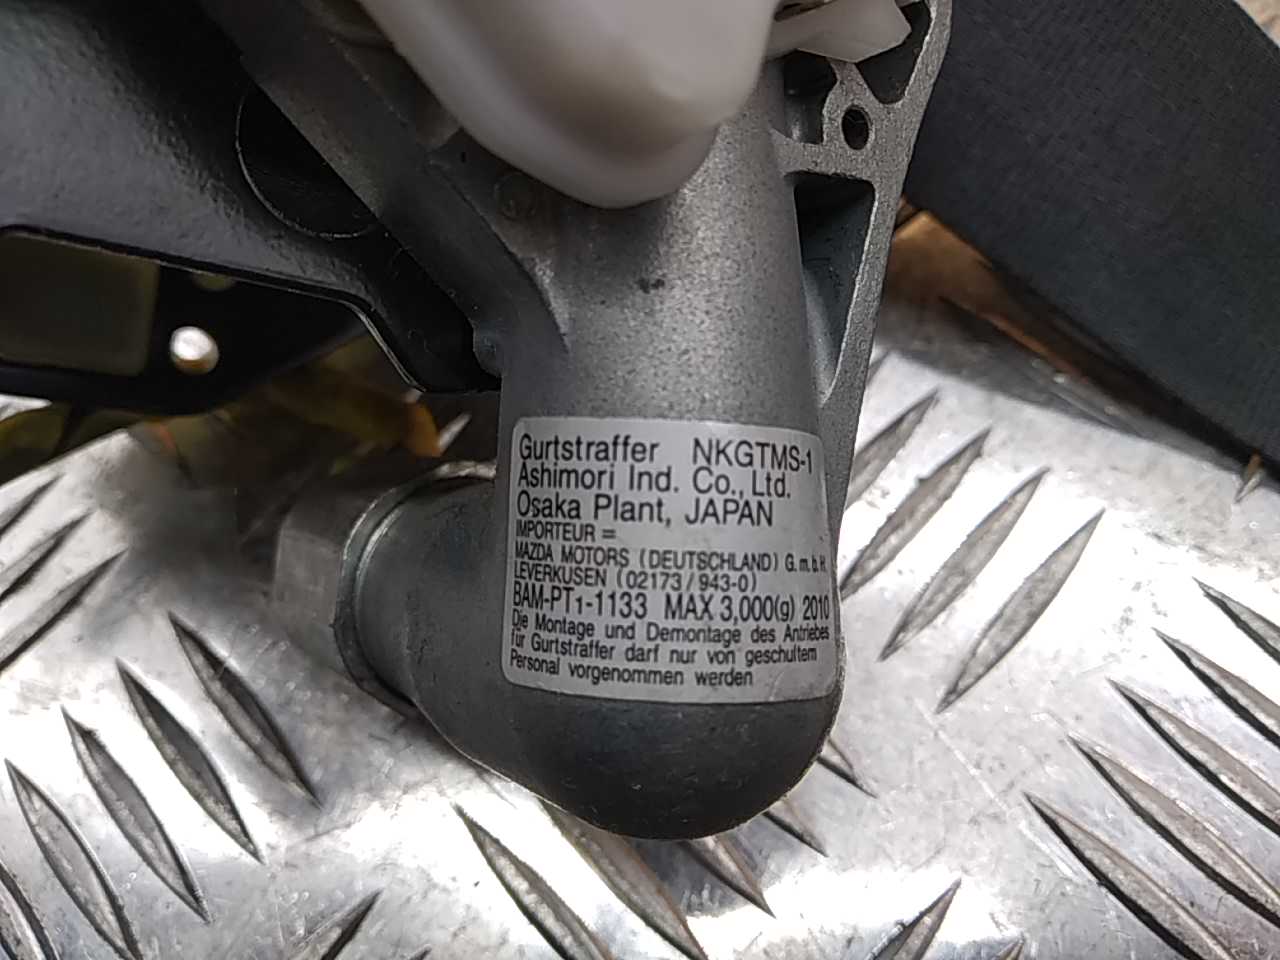 Gurtstraffer NKGTMS-1
Ashimori Ind. Co., Ltd.
Osaka Plant, JAPAN
IMPORTEUR =
MAZDA MOTORS (DEUTSCHLAND) G.m.b.H
LEVERKUSEN (02173/943-0)
BAM-PT1-1133 MAX 3,000(g) 2010
Die Montage und Demontage des Antriebes
für Gurtstraffer darf nur von geschultem
Personal vorgenommen werden